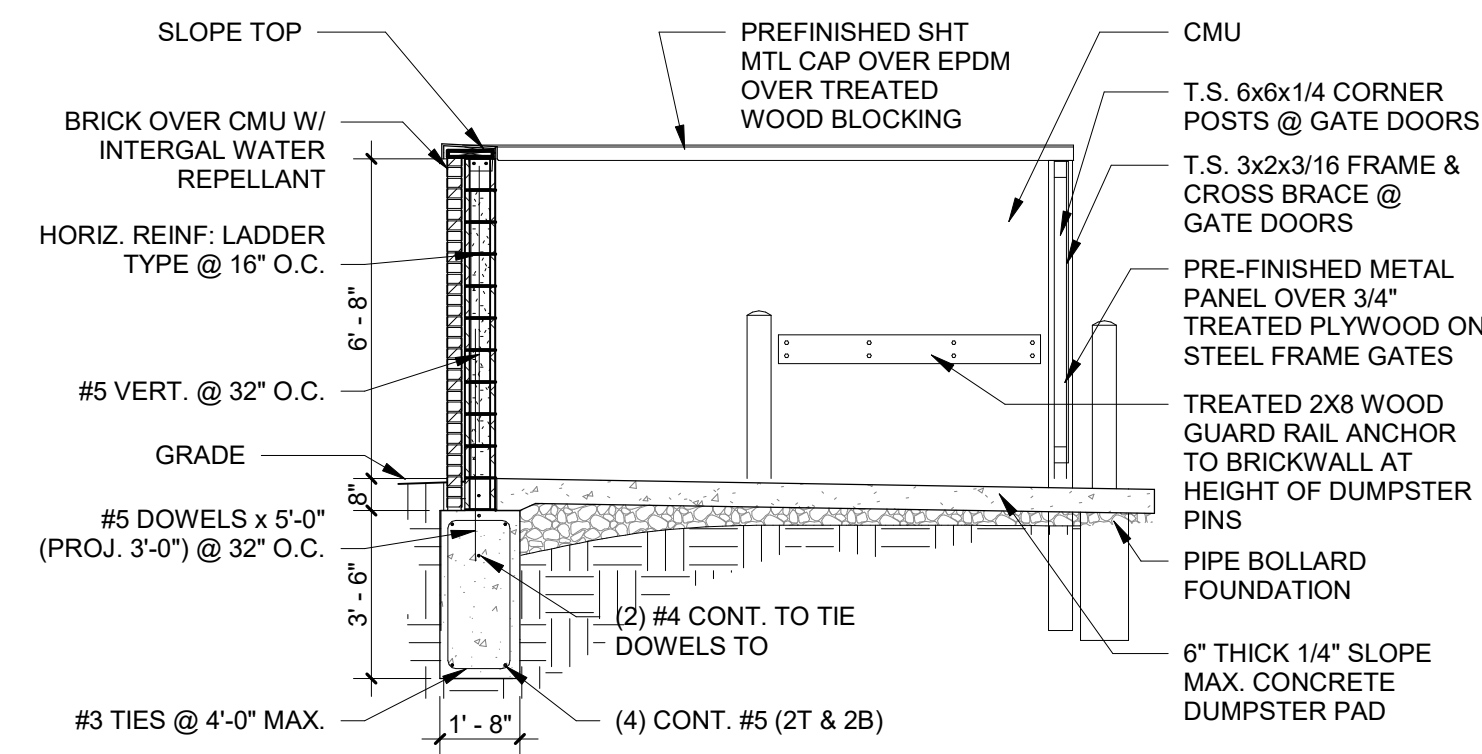 SLOPE TOP
BRICK OVER CMU W/
INTERGAL WATER
REPELLANT
HORIZ. REINF: LADDER
TYPE @ 16" O.C.
6' - 8"
#5 VERT. @ 32" O.C.
GRADE
8"
#5 DOWELS x 5'-0"
(PROJ. 3'-0") @ 32" O.C.
3' - 6"
#3 TIES @ 4'-0" MAX.
1' - 8"
PREFINISHED SHT
MTL CAP OVER EPDM
OVER TREATED
WOOD BLOCKING
(2) #4 CONT. TO TIE
DOWELS TO
(4) CONT. #5 (2T & 2B)
CMU
T.S. 6x6x1/4 CORNER
POSTS @ GATE DOORS
T.S. 3x2x3/16 FRAME &
CROSS BRACE @
GATE DOORS
PRE-FINISHED METAL
PANEL OVER 3/4"
TREATED PLYWOOD ON
STEEL FRAME GATES
TREATED 2X8 WOOD
GUARD RAIL ANCHOR
TO BRICKWALL AT
HEIGHT OF DUMPSTER
PINS
PIPE BOLLARD
FOUNDATION
6" THICK 1/4" SLOPE
MAX. CONCRETE
DUMPSTER PAD